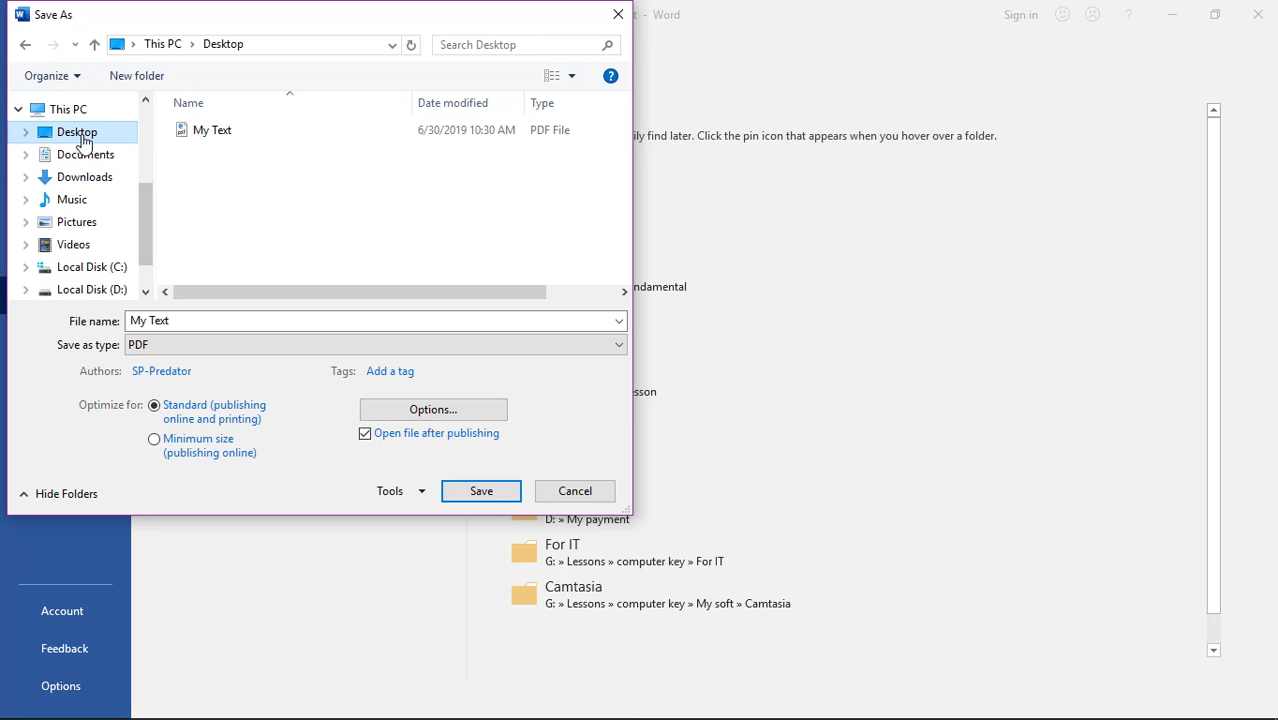 Save As
t - Word
Sign in
This PC > Desktop
Search Desktop
Organize
New folder
This PC
Desktop
Documents
Downloads
Music
Pictures
Videos
Local Disk (C:)
Local Disk (D:)
Name
Date modified
Type
My Text
6/30/2019 10:30 AM
PDF File
ily find later. Click the pin icon that appears when you hover over a folder.
ndamental
File name: My Text
Save as type: PDF
Authors: SP-Predator
Tags: Add a tag
esson
Optimize for: Standard (publishing
online and printing)
Minimum size
(publishing online)
Options...
Open file after publishing
Hide Folders
Tools
Save
Cancel
D: » My payment
For IT
G: » Lessons » computer key » For IT
Camtasia
G: » Lessons » computer key » My soft » Camtasia
Account
Feedback
Options